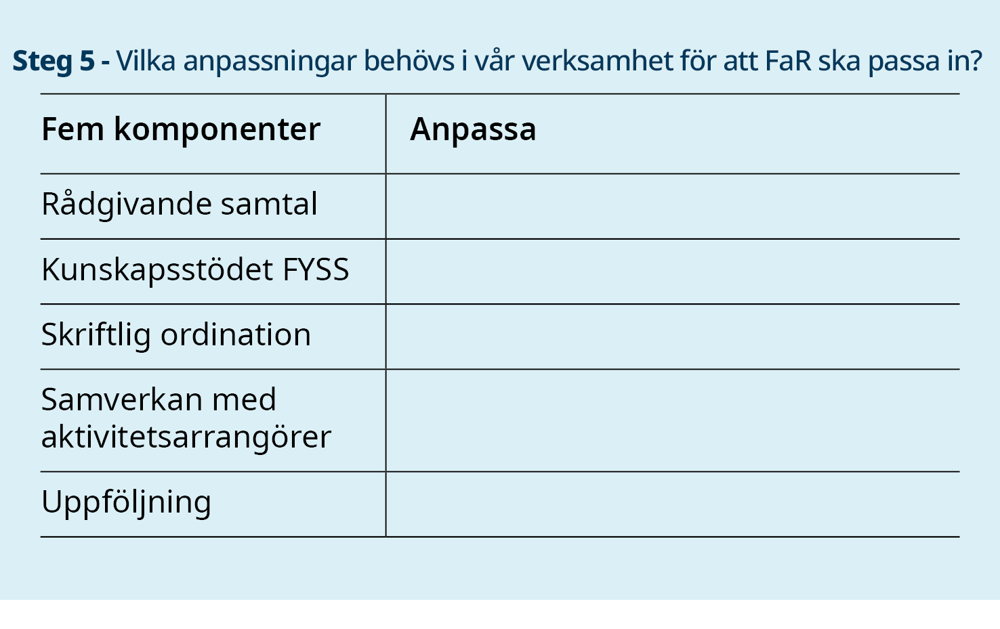 Steg 5 - Vilka anpassningar behövs i vår verksamhet för att FaR ska passa in?
Fem komponenter
Anpassa
Rådgivande samtal
Kunskapsstödet FYSS
Skriftlig ordination
Samverkan med
aktivitetsarrangörer
Uppföljning